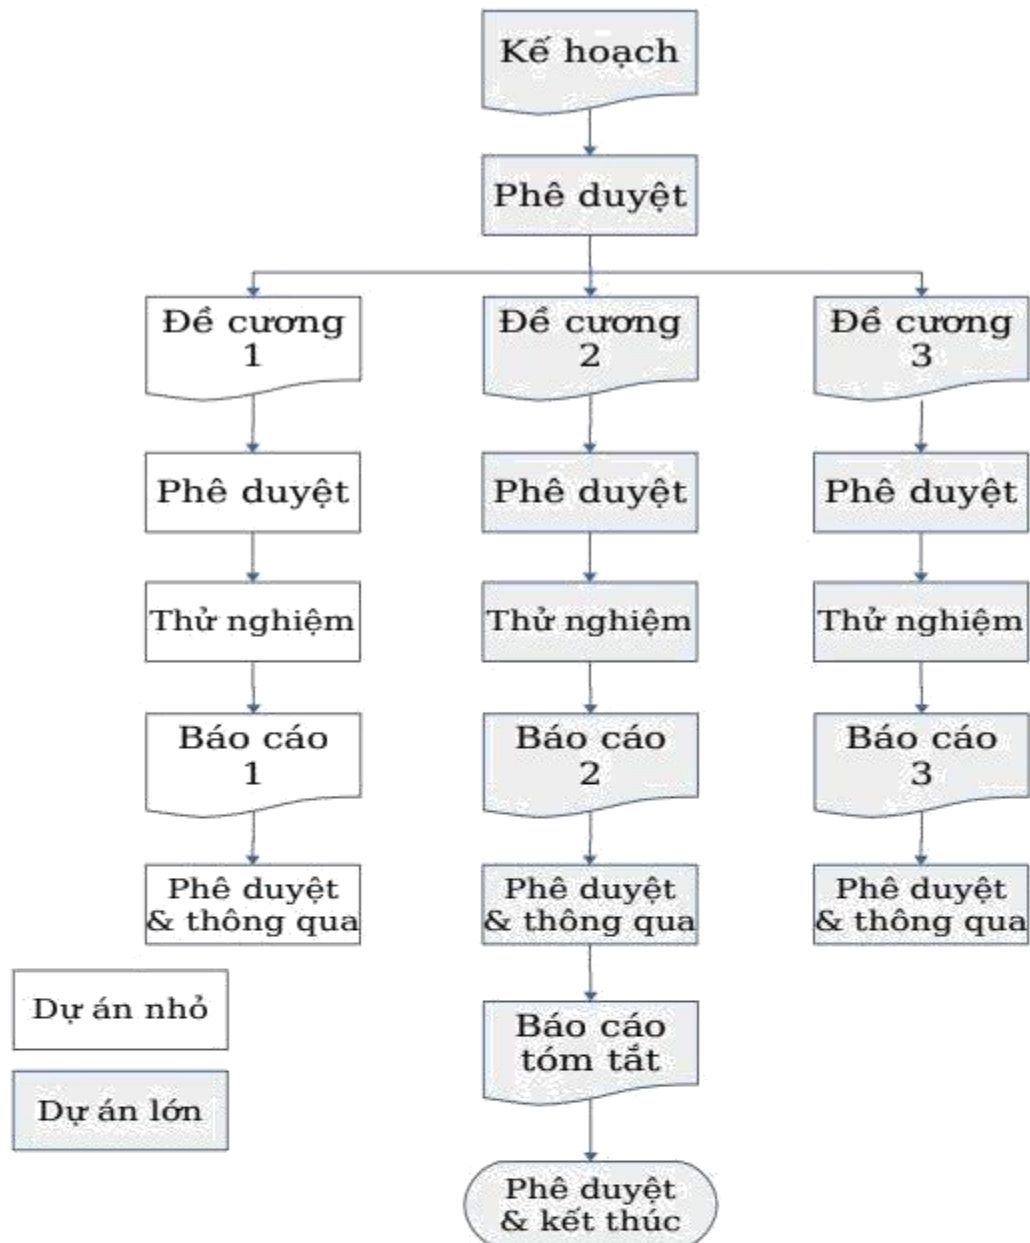 Kế hoạch
Phê duyệt
Đề cương
1
Đề cương
2
Đề cương
3
Phê duyệt
Phê duyệt
Phê duyệt
Thử nghiệm
Thử nghiệm
Thử nghiệm
Báo cáo
1
Báo cáo
2
Báo cáo
3
Phê duyệt
& thông qua
Phê duyệt
& thông qua
Phê duyệt
& thông qua
Dự án nhỏ
Báo cáo
tóm tắt
Dự án lớn
Phê duyệt
& kết thúc